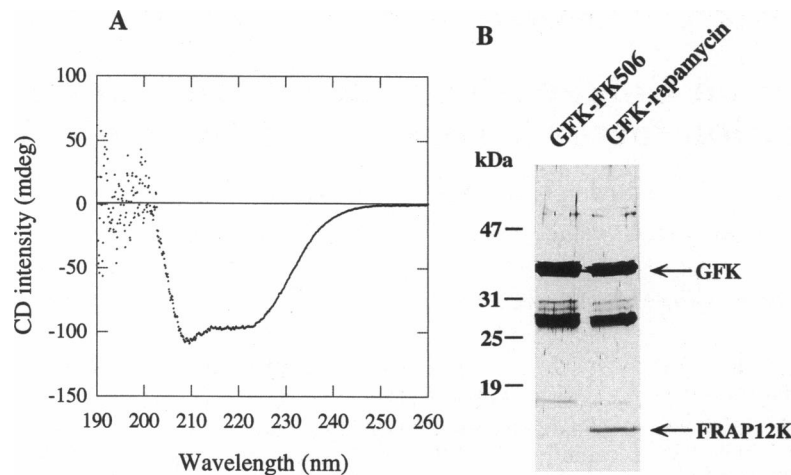 A
100
50
0
-50
-100
-150
CD intensity (mdeg)
190 200 210 220 230 240 250 260
Wavelength (nm)
B
GFK-FK506
GFK-rapamycin
kDa
47
31
25
19
GFK
FRAP12K